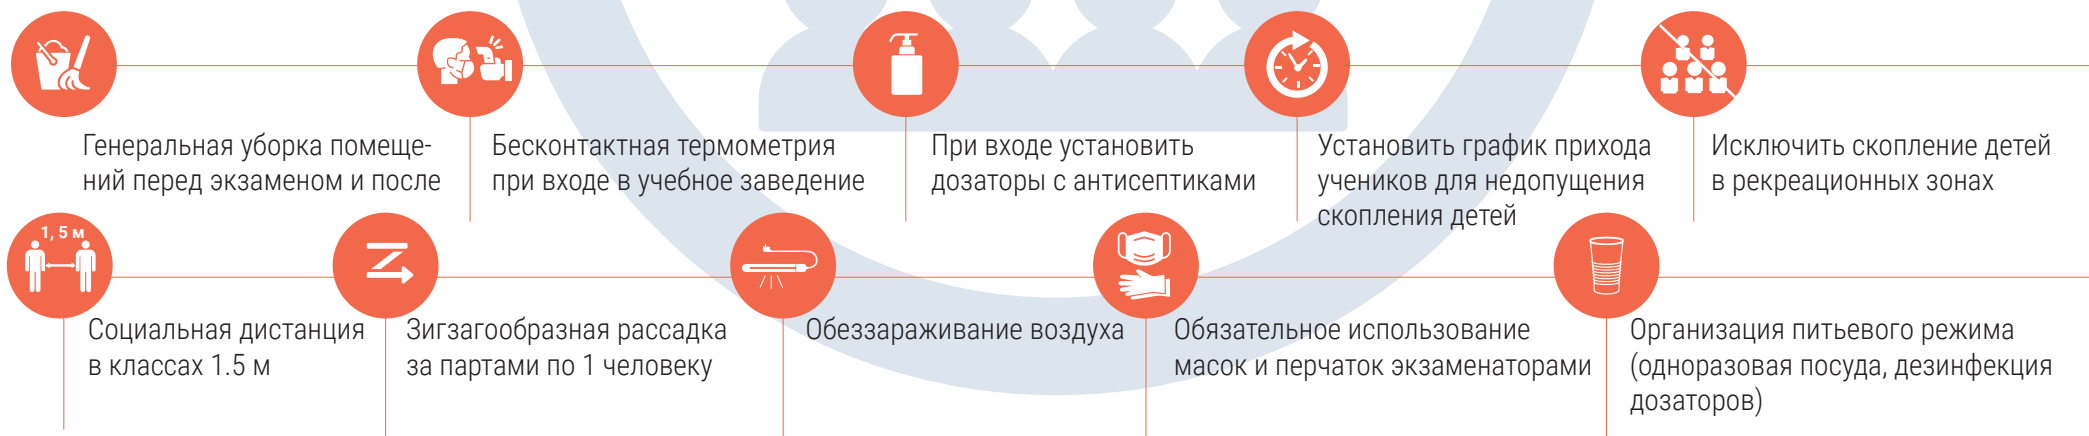 Генеральная уборка помеще-
ний перед экзаменом и после
Бесконтактная термометрия
при входе в учебное заведение
При входе установить
дозаторы с антисептиками
Установить график прихода
учеников для недопущения
скопления детей
Исключить скопление детей
в рекреационных зонах
1, 5 м
Социальная дистанция
в классах 1.5 м
Зигзагообразная рассадка
за партами по 1 человеку
Обеззараживание воздуха
Обязательное использование
масок и перчаток экзаменаторами
Организация питьевого режима
(одноразовая посуда, дезинфекция
дозаторов)